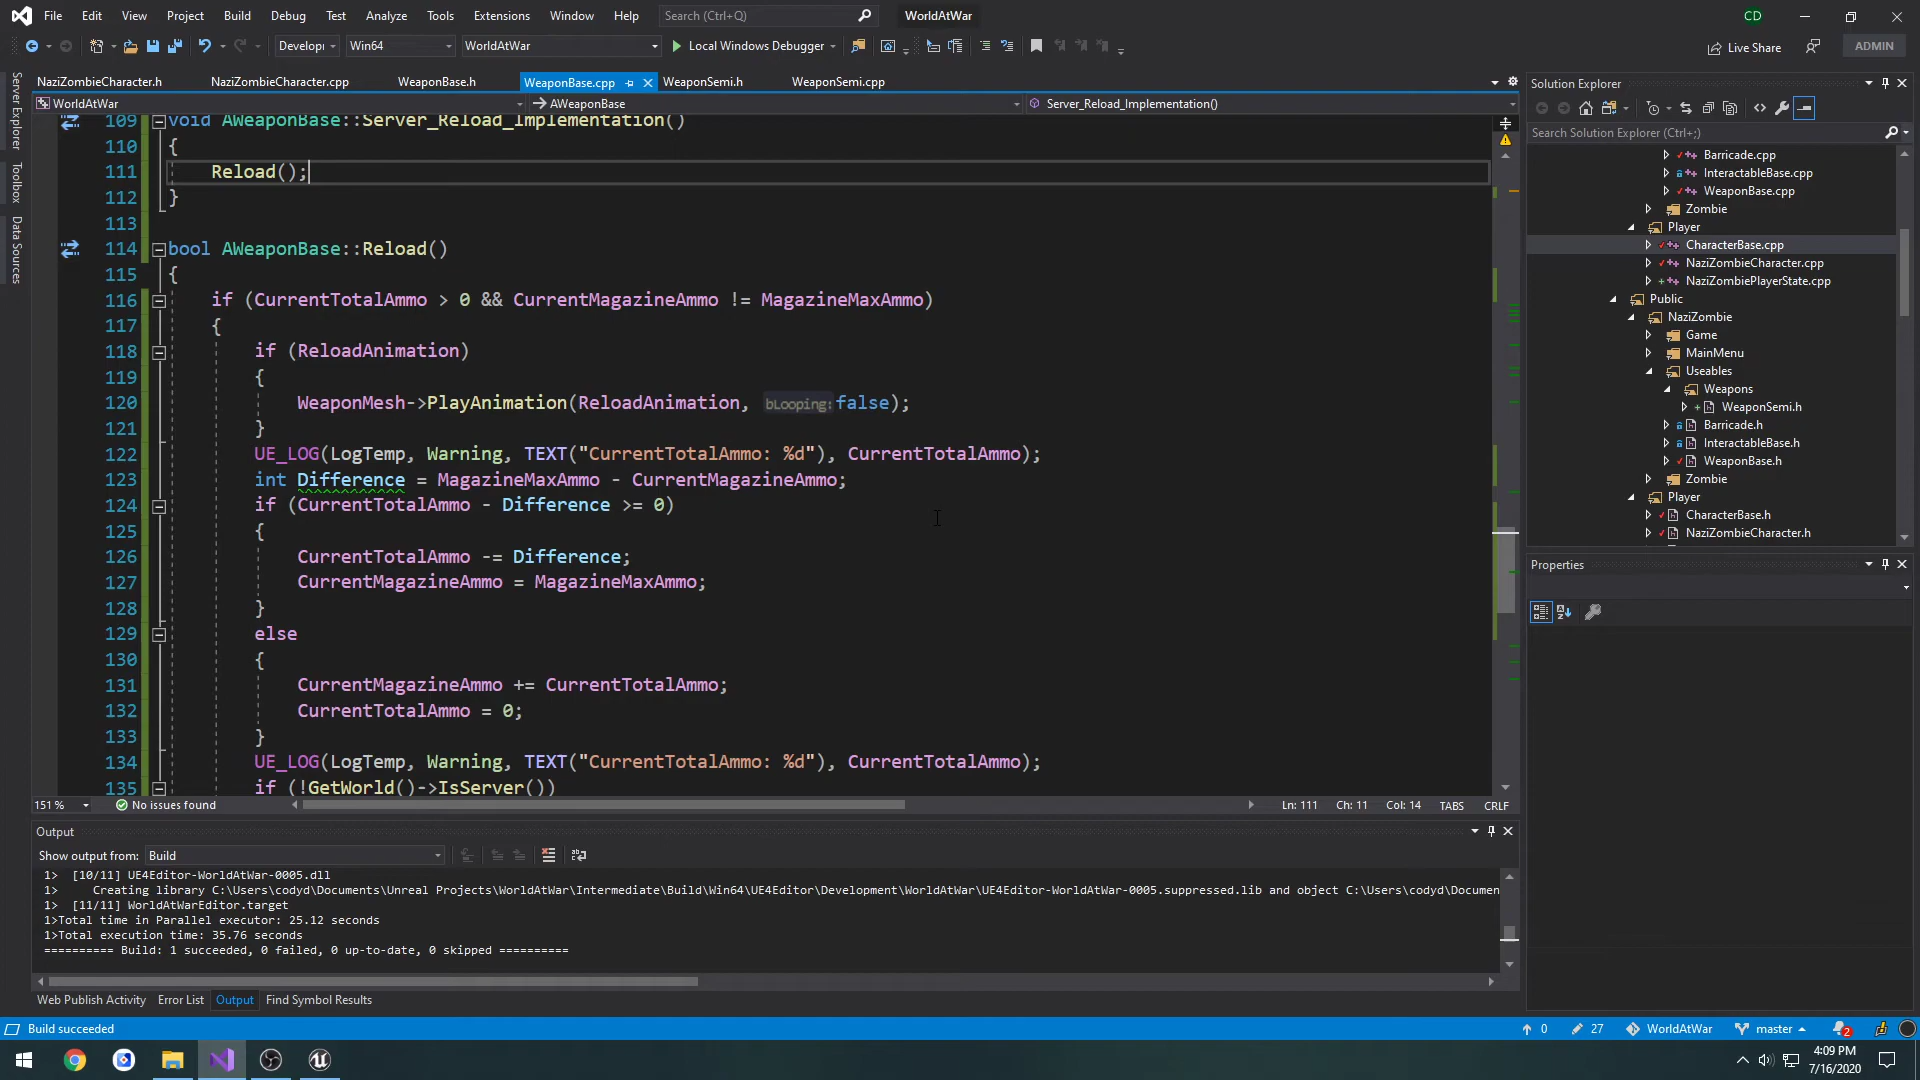 File Edit View Project Build Debug Test Analyze Tools Extensions Window Help Search (Ctrl+Q) WorldAtWar CD
Develop Win64 WorldAtWar Local Windows Debugger Live Share ADMIN
NaziZombieCharacter.h NaziZombieCharacter.cpp WeaponBase.h WeaponBase.cpp WeaponSemi.h WeaponSemi.cpp
WorldAtWar AWeaponBase Server_Reload_Implementation()
Server Explorer
Toolbox
Data Sources
109 void AWeaponBase::Server_Reload_Implementation()
110 {
111 Reload();
112 }
113
114 bool AWeaponBase::Reload()
115 {
116 if (CurrentTotalAmmo > 0 && CurrentMagazineAmmo != MagazineMaxAmmo)
117 {
118 if (ReloadAnimation)
119 {
120 WeaponMesh->PlayAnimation(ReloadAnimation, bLooping: false);
121 }
122 UE_LOG(LogTemp, Warning, TEXT("CurrentTotalAmmo: %d"), CurrentTotalAmmo);
123 int Difference = MagazineMaxAmmo - CurrentMagazineAmmo;
124 if (CurrentTotalAmmo - Difference >= 0)
125 {
126 CurrentTotalAmmo -= Difference;
127 CurrentMagazineAmmo = MagazineMaxAmmo;
128 }
129 else
130 {
131 CurrentMagazineAmmo += CurrentTotalAmmo;
132 CurrentTotalAmmo = 0;
133 }
134 UE_LOG(LogTemp, Warning, TEXT("CurrentTotalAmmo: %d"), CurrentTotalAmmo);
135 if (!GetWorld()->IsServer())
151 % No issues found Ln: 111 Ch: 11 Col: 14 TABS CRLF
Output
Show output from: Build
1> [10/11] UE4Editor-WorldAtWar-0005.dll
1> Creating library C:\Users\codyd\Documents\Unreal Projects\WorldAtWar\Intermediate\Build\Win64\UE4Editor\Development\WorldAtWar\UE4Editor-WorldAtWar-0005.suppressed.lib and object C:\Users\codyd\Documen
1> [11/11] WorldAtWarEditor.target
1>Total time in Parallel executor: 25.12 seconds
1>Total execution time: 35.76 seconds
========== Build: 1 succeeded, 0 failed, 0 up-to-date, 0 skipped ==========
Web Publish Activity Error List Output Find Symbol Results
Solution Explorer
Search Solution Explorer (Ctrl+;)
Barricade.cpp
InteractableBase.cpp
WeaponBase.cpp
Zombie
Player
CharacterBase.cpp
NaziZombieCharacter.cpp
NaziZombiePlayerState.cpp
Public
NaziZombie
Game
MainMenu
Useables
Weapons
WeaponSemi.h
Barricade.h
InteractableBase.h
WeaponBase.h
Zombie
Player
CharacterBase.h
NaziZombieCharacter.h
Properties
Build succeeded 0 27 WorldAtWar master 2
4:09 PM
7/16/2020